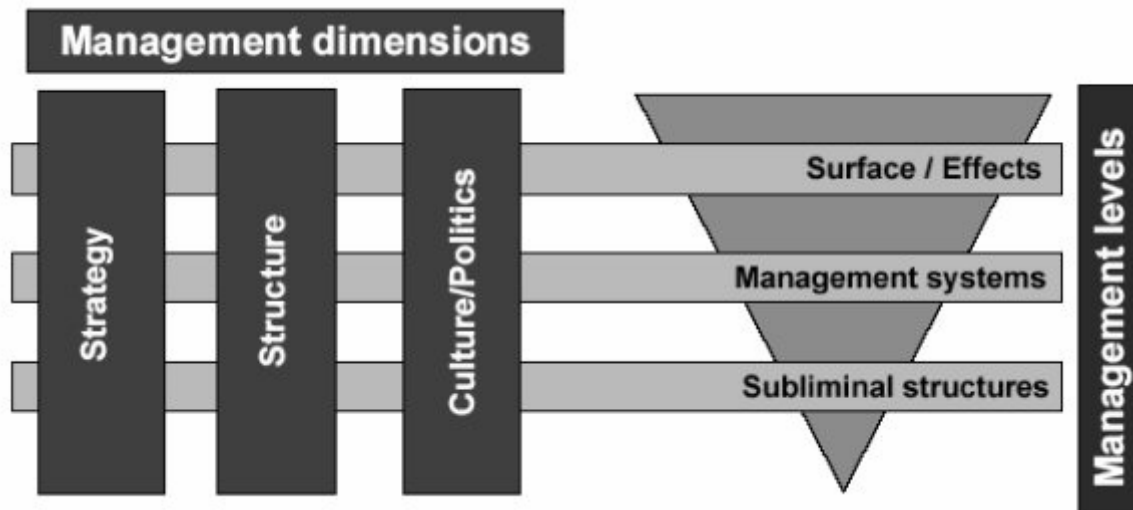 Management dimensions
Strategy
Structure
Culture/Politics
Surface / Effects
Management systems
Subliminal structures
Management levels